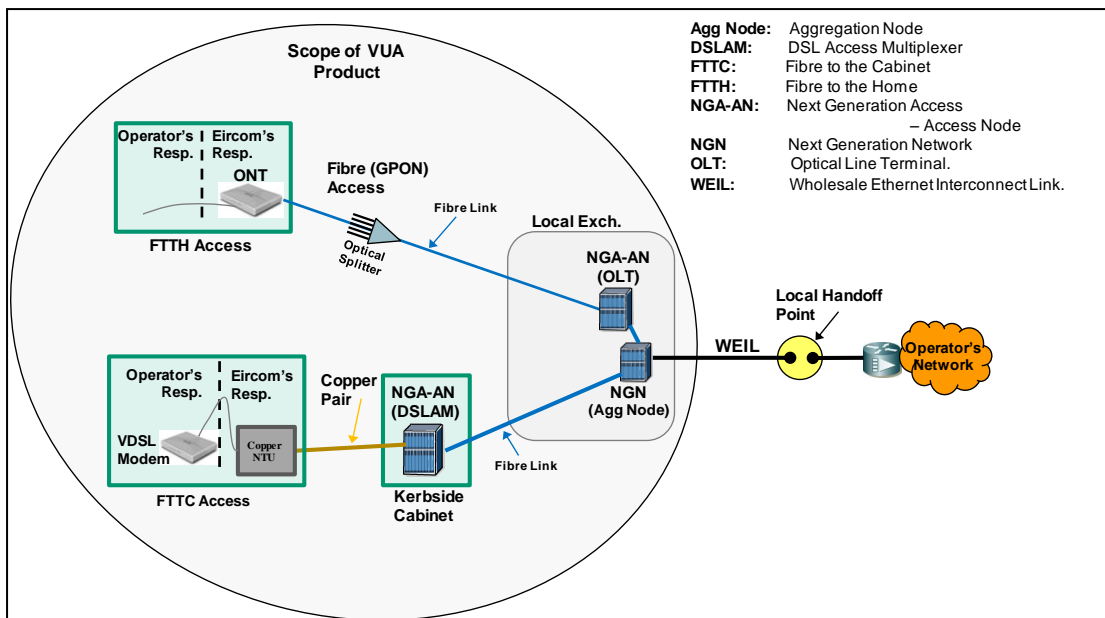 Scope of VUA
Product
Agg Node: Aggregation Node
DSLAM: DSL Access Multiplexer
FTTC: Fibre to the Cabinet
FTTH: Fibre to the Home
NGA-AN: Next Generation Access
– Access Node
NGN Next Generation Network
OLT: Optical Line Terminal.
WEIL: Wholesale Ethernet Interconnect Link.
Operator's
Resp.
Eircom's
Resp.
ONT
FTTH Access
Fibre (GPON)
Access
Fibre Link
Optical
Splitter
Local Exch.
NGA-AN
(OLT)
NGN
(Agg Node)
WEIL
Local Handoff
Point
Operator's
Network
Operator's
Resp.
Eircom's
Resp.
VDSL
Modem
Copper
NTU
FTTC Access
Copper
Pair
NGA-AN
(DSLAM)
Kerbside
Cabinet
Fibre Link